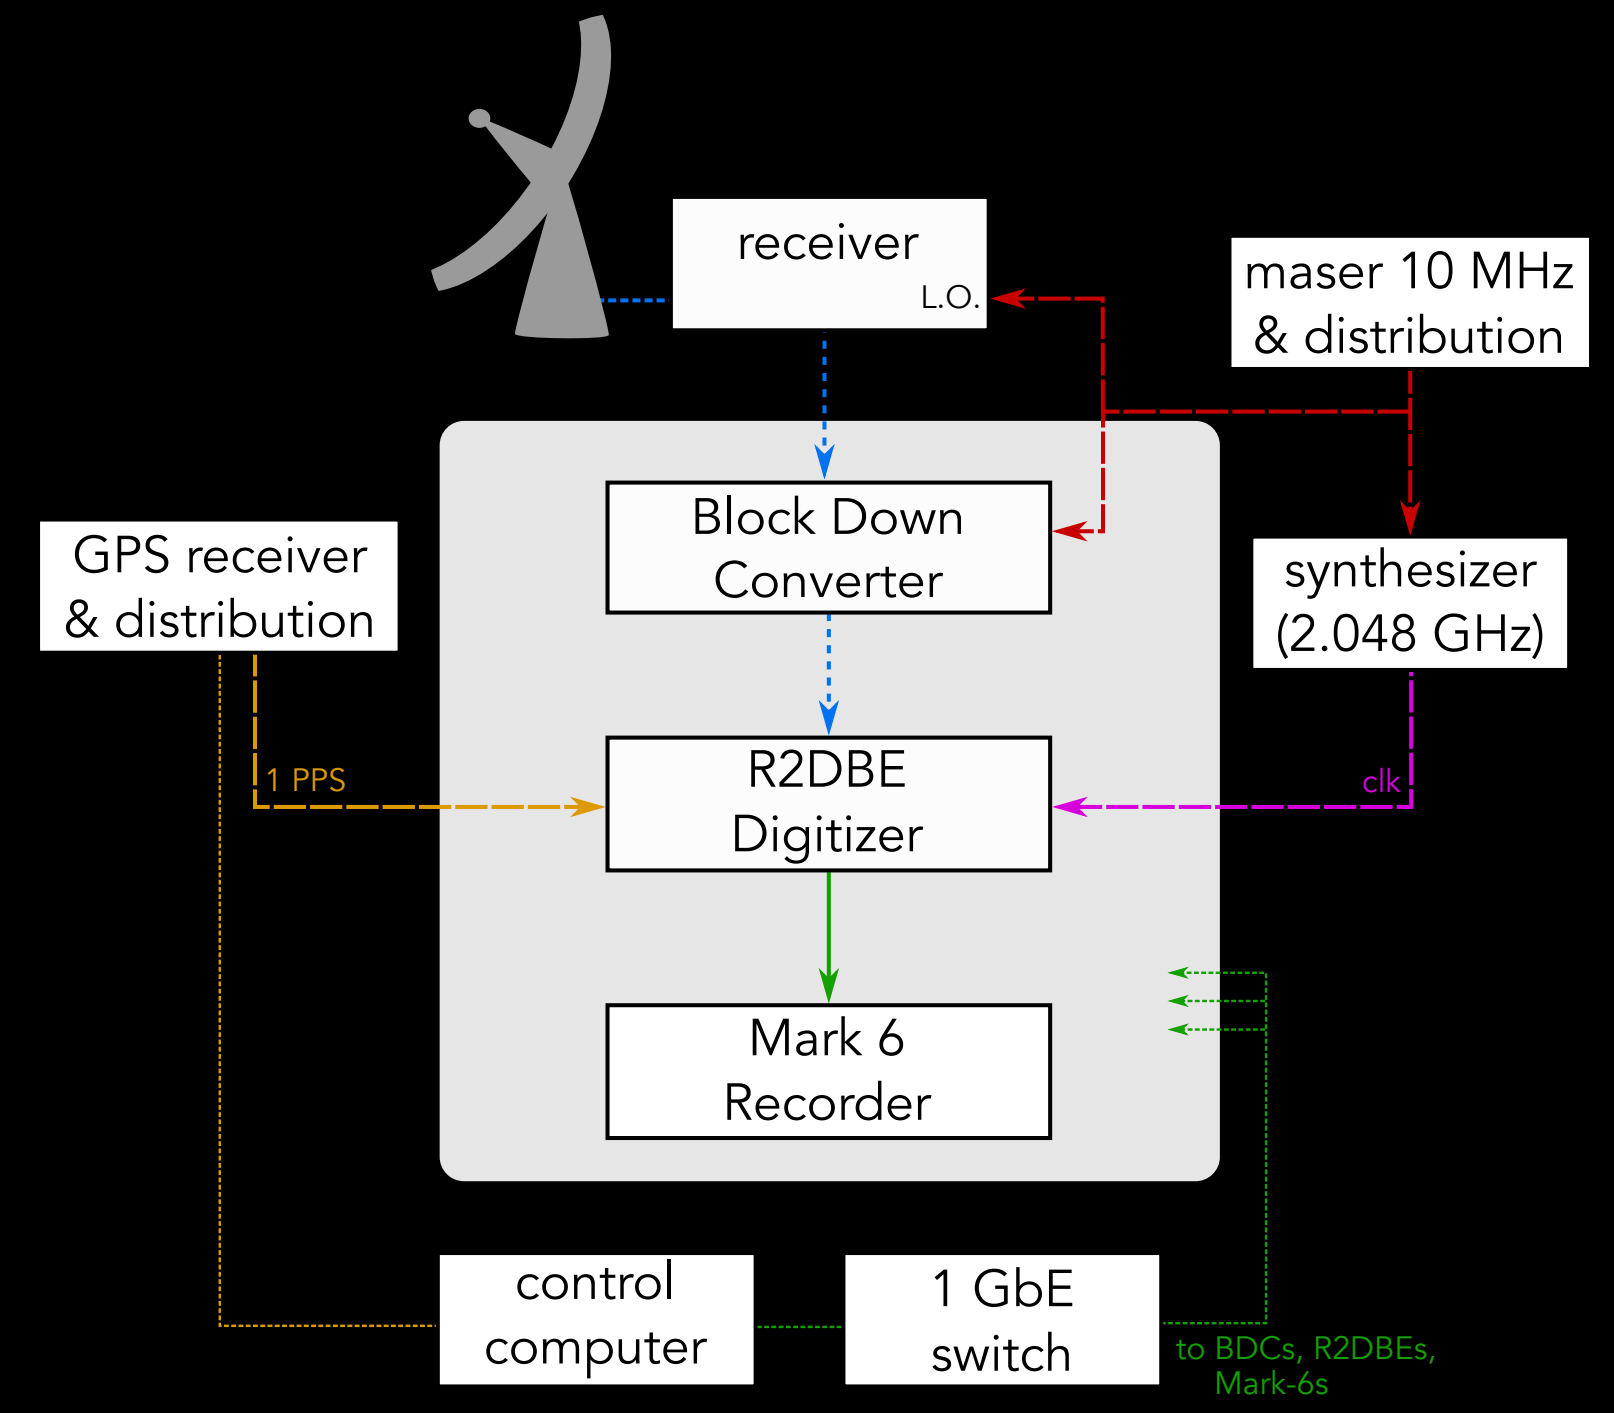 receiver
L.O.
maser 10 MHz
& distribution
Block Down
Converter
GPS receiver
& distribution
synthesizer
(2.048 GHz)
R2DBE
Digitizer
1 PPS
clk
Mark 6
Recorder
control
computer
1 GbE
switch
to BDCs, R2DBEs,
Mark-6s